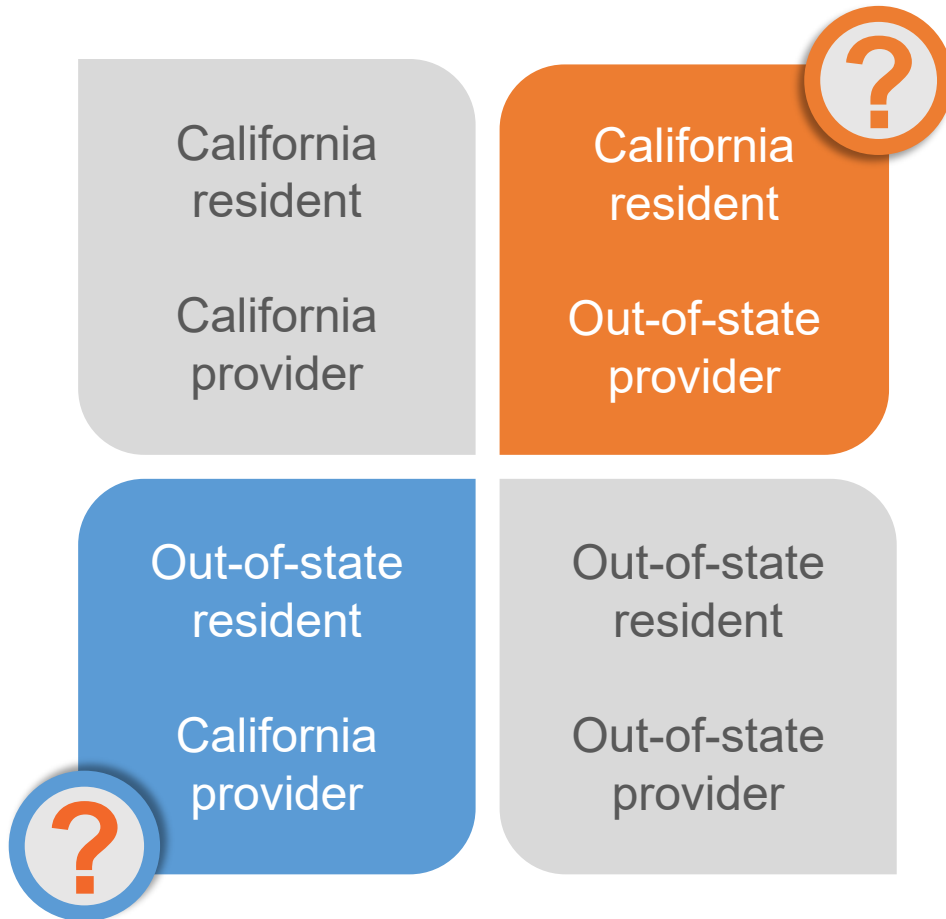 California
resident
California
provider
?
California
resident
Out-of-state
provider
Out-of-state
resident
California
provider
?
Out-of-state
resident
Out-of-state
provider